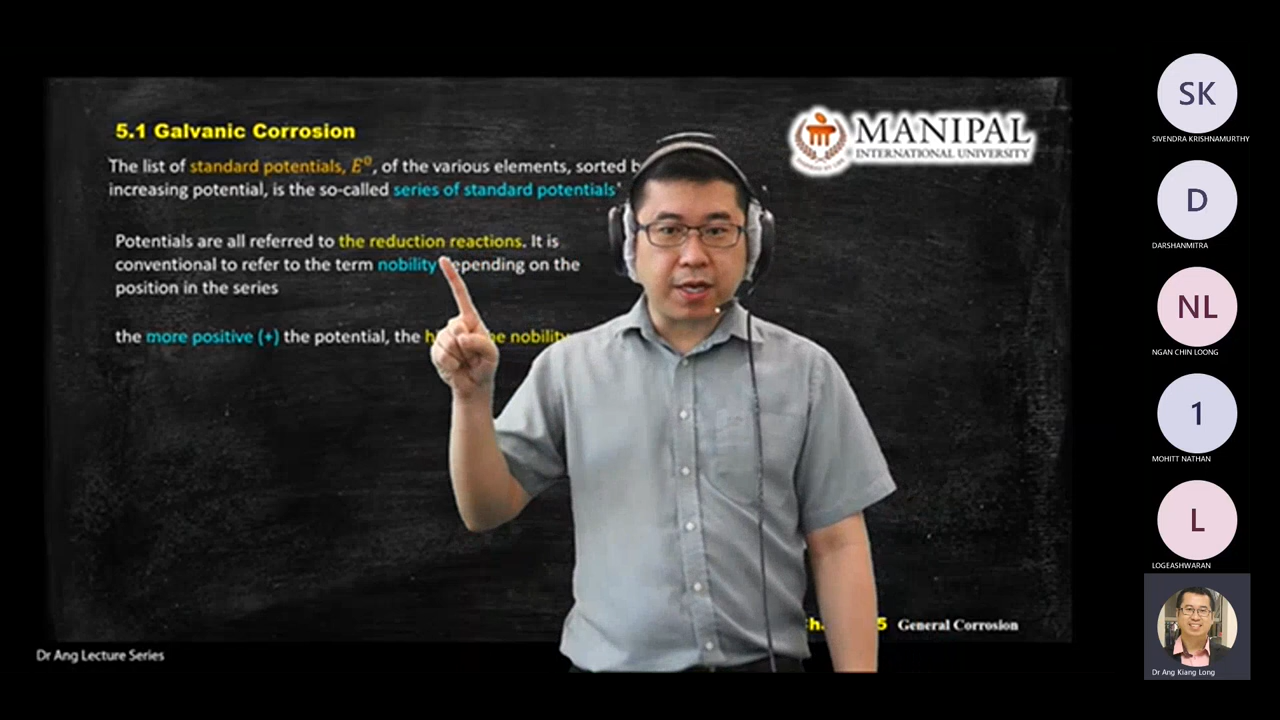 5.1 Galvanic Corrosion
The list of standard potentials, E⁰, of the various elements, sorted
increasing potential, is the so-called series of standard potentials'
Potentials are all referred to the reduction reactions. It is
conventional to refer to the term nobility depending on the
position in the series
the more positive (+) the potential, the nobility
MANIPAL
INTERNATIONAL UNIVERSITY
5 General Corrosion
Dr Ang Lecture Series
SK
SIVENDRA KRISHNAMURTHY
D
DARSHANMITRA
NL
NGAN CHIN LOONG
1
MOHITT NATHAN
L
LOGEASHWARAN
Dr Ang Kiang Long